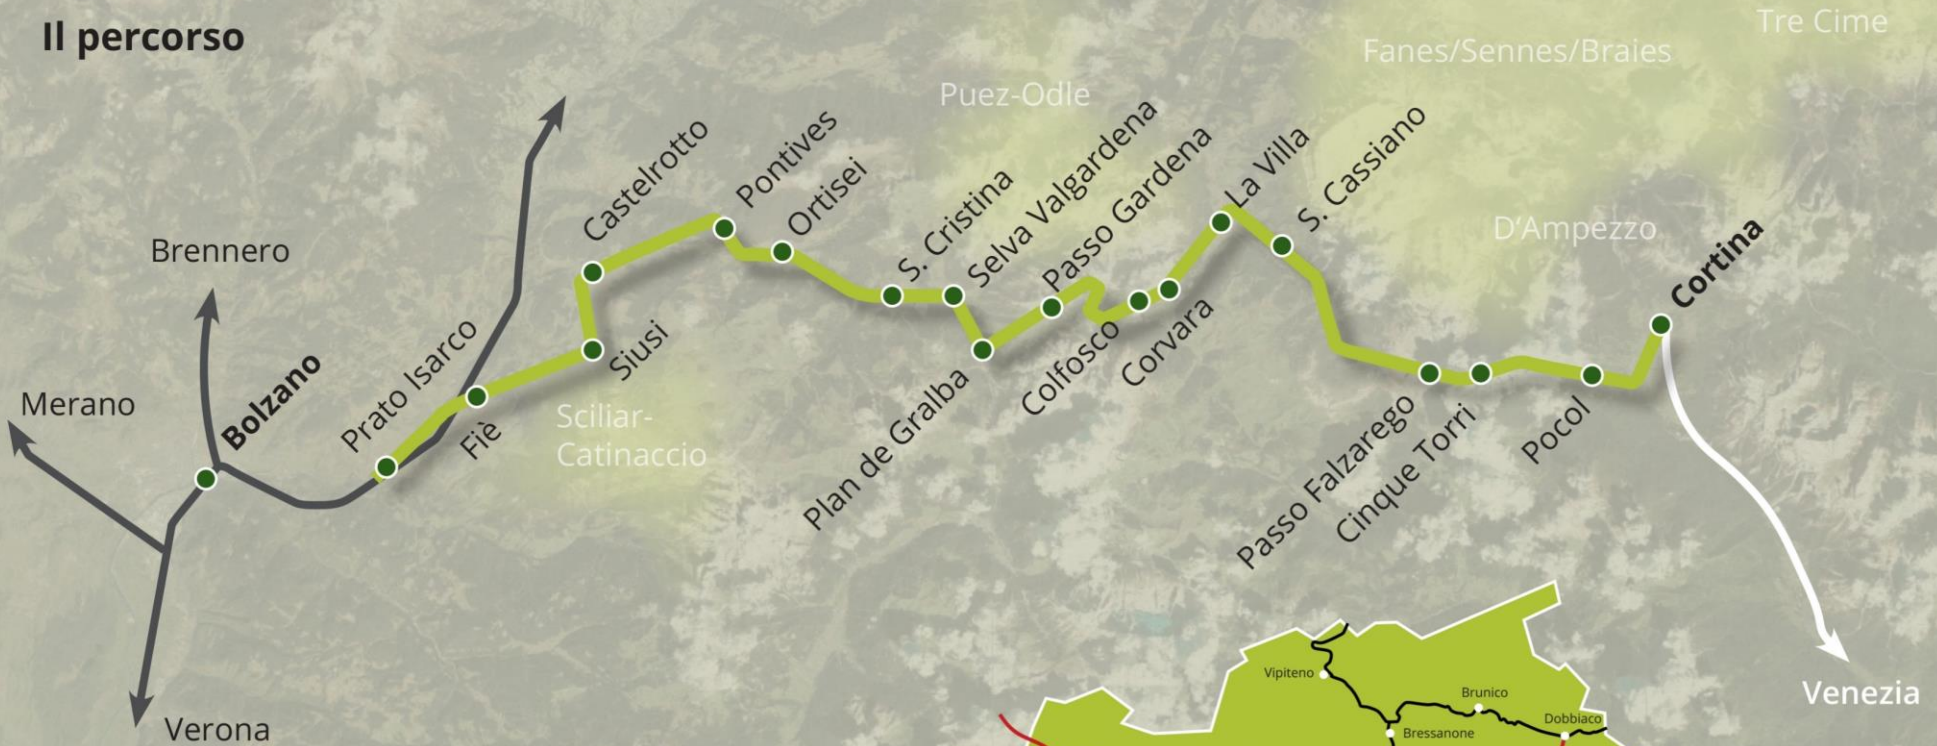 Il percorso
Tre Cime
Fanes/Sennes/Braies
Puez-Odle
D'Ampezzo
Sciliar-
Catinaccio
Brennero
Merano
Verona
Bolzano
Prato Isarco
Fiè
Siusi
Castelrotto
Pontives
Ortisei
S. Cristina
Selva Valgardena
Plan de Gralba
Passo Gardena
Colfosco
Corvara
La Villa
S. Cassiano
Passo Falzarego
Cinque Torri
Pocol
Cortina
Venezia
Vipiteno
Brunico
Dobbiaco
Bressanone